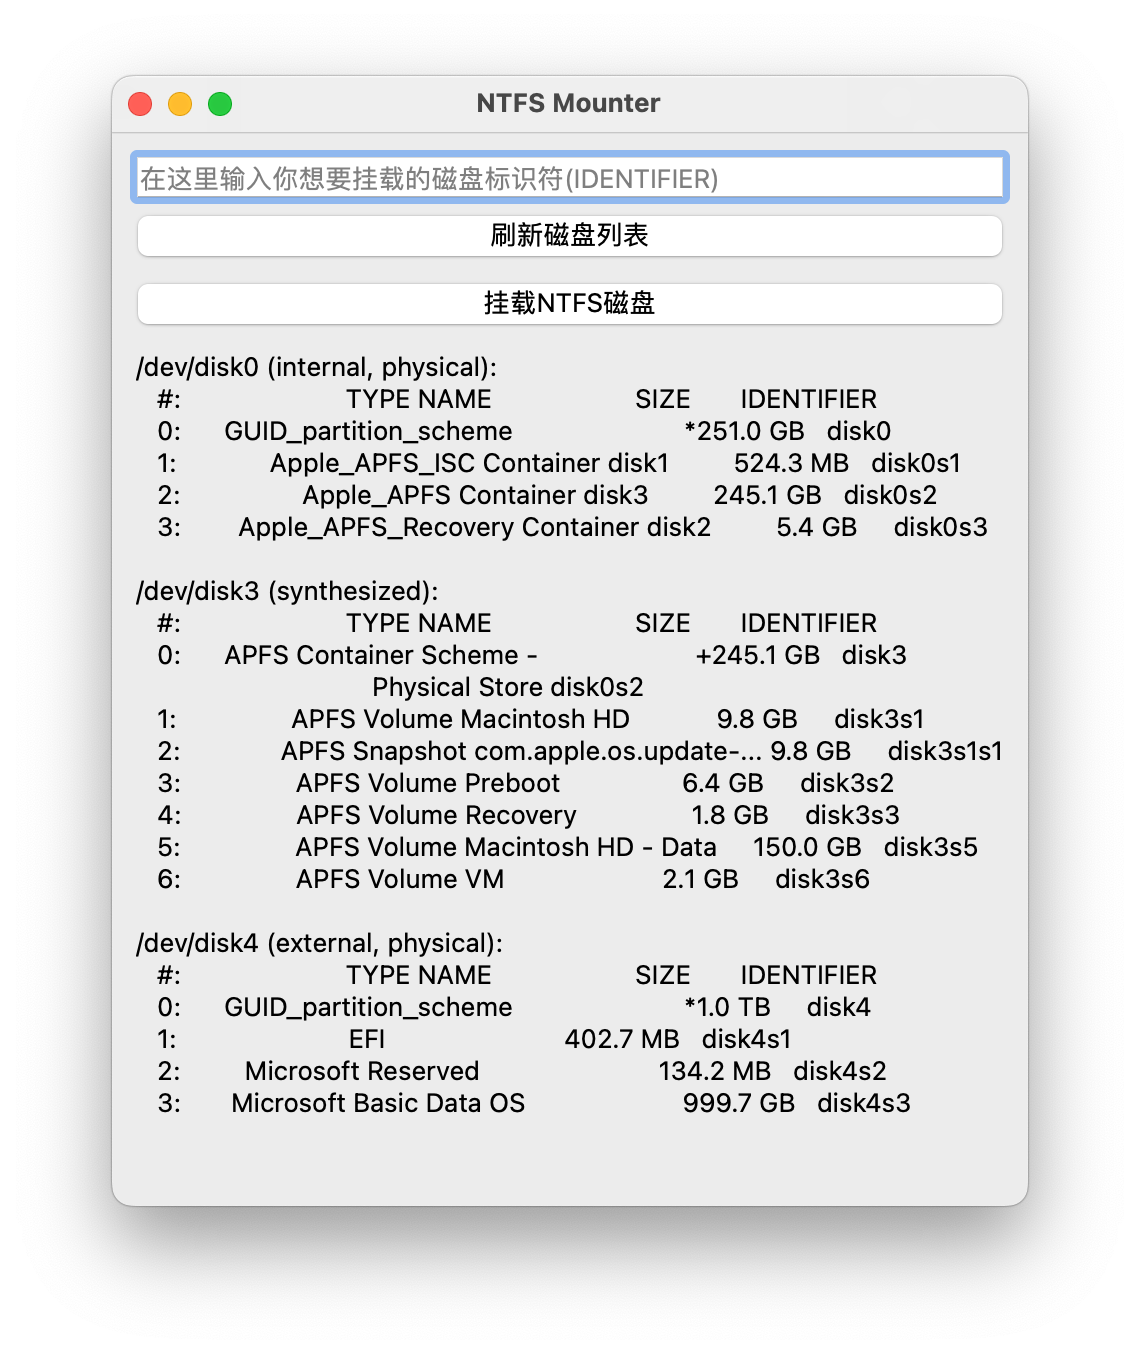 NTFS Mounter
在这里输入你想要挂载的磁盘标识符(IDENTIFIER)
刷新磁盘列表
挂载NTFS磁盘
/dev/disk0 (internal, physical):
#: TYPE NAME SIZE IDENTIFIER
0: GUID_partition_scheme *251.0 GB disk0
1: Apple_APFS_ISC Container disk1 524.3 MB disk0s1
2: Apple_APFS Container disk3 245.1 GB disk0s2
3: Apple_APFS_Recovery Container disk2 5.4 GB disk0s3
/dev/disk3 (synthesized):
#: TYPE NAME SIZE IDENTIFIER
0: APFS Container Scheme - +245.1 GB disk3
Physical Store disk0s2
1: APFS Volume Macintosh HD 9.8 GB disk3s1
2: APFS Snapshot com.apple.os.update-... 9.8 GB disk3s1s1
3: APFS Volume Preboot 6.4 GB disk3s2
4: APFS Volume Recovery 1.8 GB disk3s3
5: APFS Volume Macintosh HD - Data 150.0 GB disk3s5
6: APFS Volume VM 2.1 GB disk3s6
/dev/disk4 (external, physical):
#: TYPE NAME SIZE IDENTIFIER
0: GUID_partition_scheme *1.0 TB disk4
1: EFI 402.7 MB disk4s1
2: Microsoft Reserved 134.2 MB disk4s2
3: Microsoft Basic Data OS 999.7 GB disk4s3